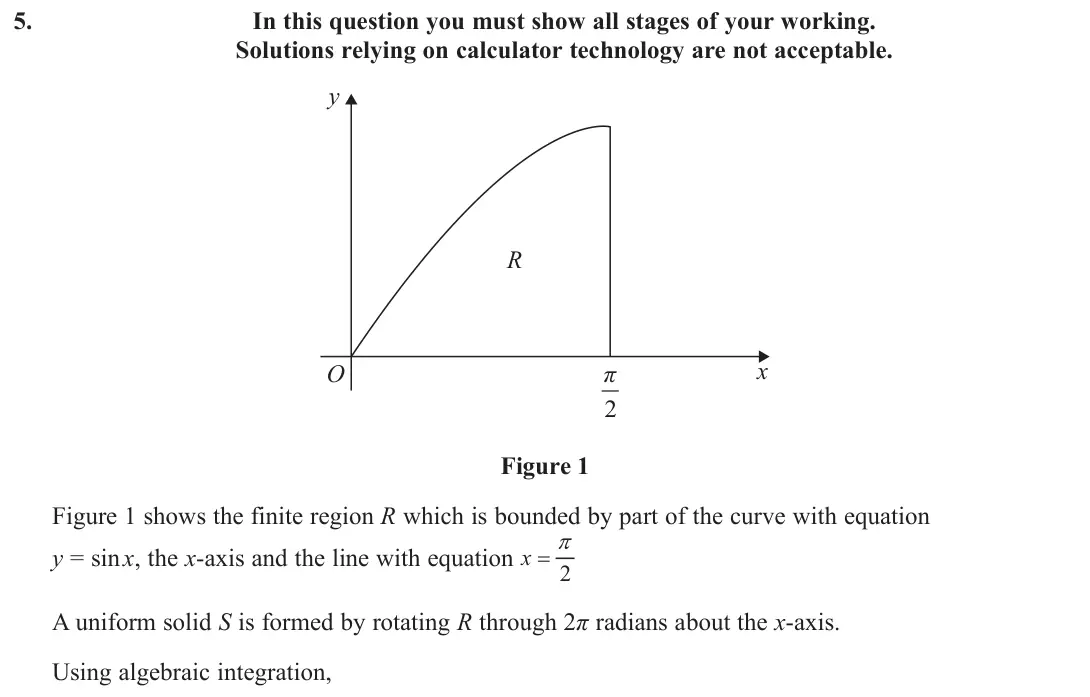 5.
In this question you must show all stages of your working.
Solutions relying on calculator technology are not acceptable.
y
R
O
π
2
x
Figure 1
Figure 1 shows the finite region R which is bounded by part of the curve with equation
y = sin x, the x-axis and the line with equation x = π/2
A uniform solid S is formed by rotating R through 2π radians about the x-axis.
Using algebraic integration,